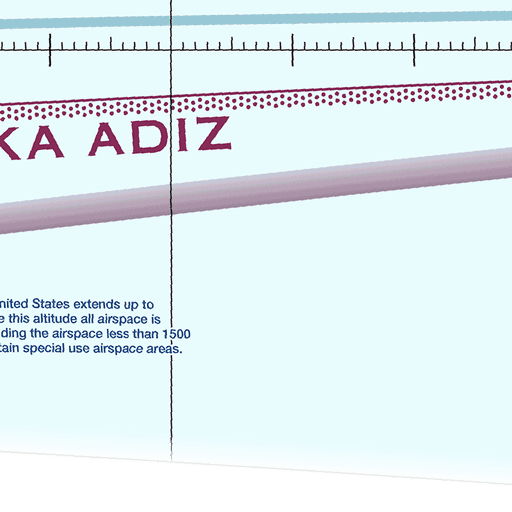 KA ADIZ
nited States extends up to
e this altitude all airspace is
ding the airspace less than 1500
tain special use airspace areas.